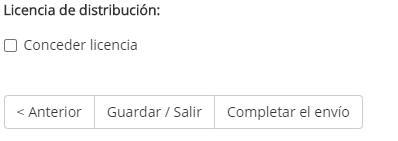 Licencia de distribución:
Conceder licencia
< Anterior Guardar / Salir Completar el envío